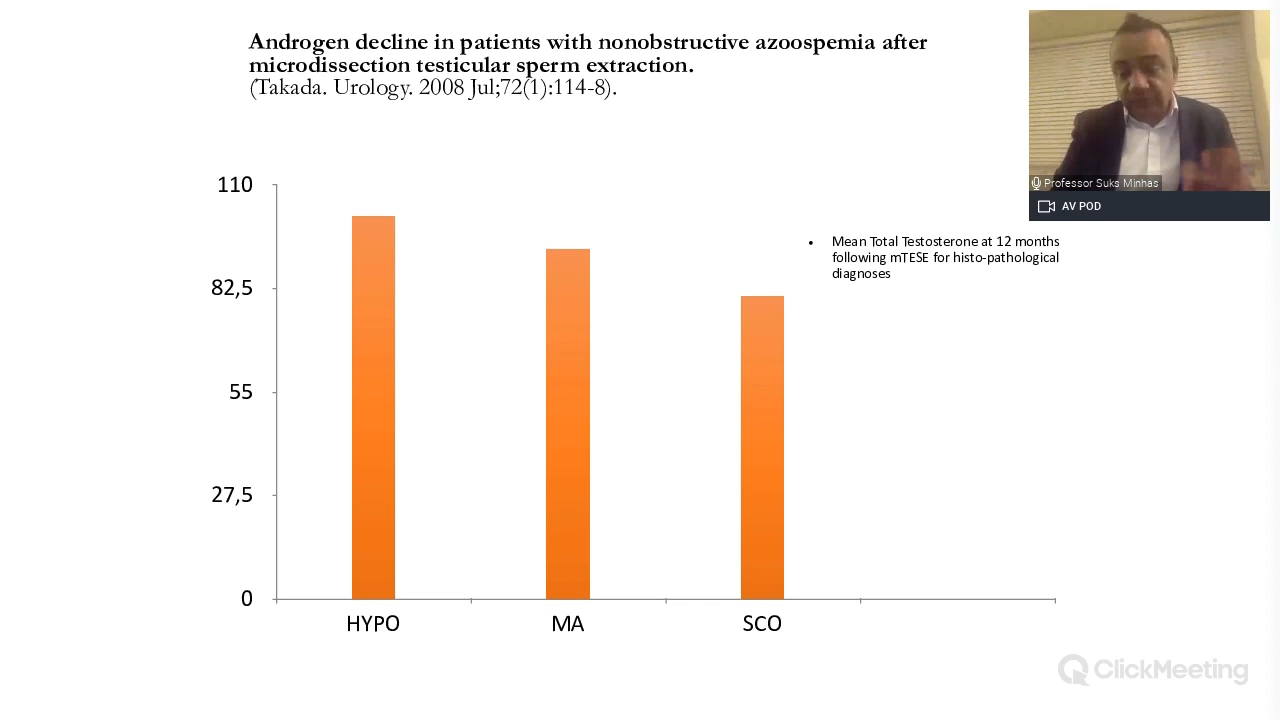 Androgen decline in patients with nonobstructive azoospemia after
microdissection testicular sperm extraction.
(Takada. Urology. 2008 Jul;72(1):114-8).
Professor Suks Minhas
AV POD
110
82,5
55
27,5
0
HYPO
MA
SCO
• Mean Total Testosterone at 12 months
following mTESE for histo-pathological
diagnoses
ClickMeeting